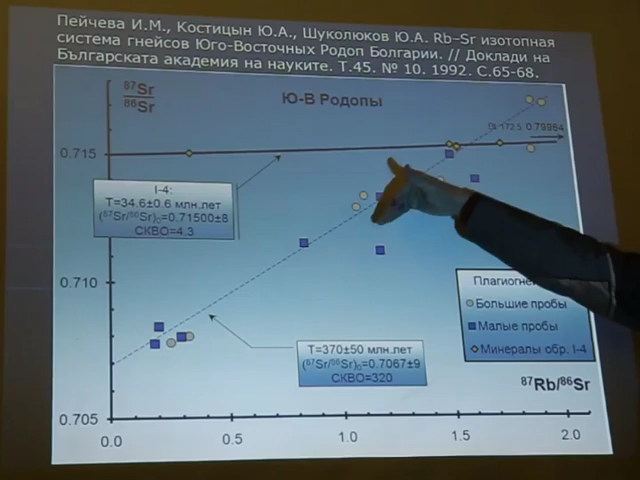 Пейчева И.М., Костицын Ю.А., Шуколюков Ю.А. Rb–Sr изотопная
система гнейсов Юго-Восточных Родоп Болгарии. // Доклади на
Българската академия на науките. Т.45. № 10. 1992. С.65-68.
⁸⁷Sr
⁸⁶Sr
Ю-В Родопы
0.79984
0.715
I-4:
T=34.6±0.6 млн.лет
(⁸⁷Sr/⁸⁶Sr)₀=0.71500±8
СКВО=4.3
0.710
Большие пробы
Малые пробы
Минералы обр. I-4
T=370±50 млн.лет
(⁸⁷Sr/⁸⁶Sr)₀=0.7067±9
СКВО=320
⁸⁷Rb/⁸⁶Sr
0.705
0.0 0.5 1.0 1.5 2.0